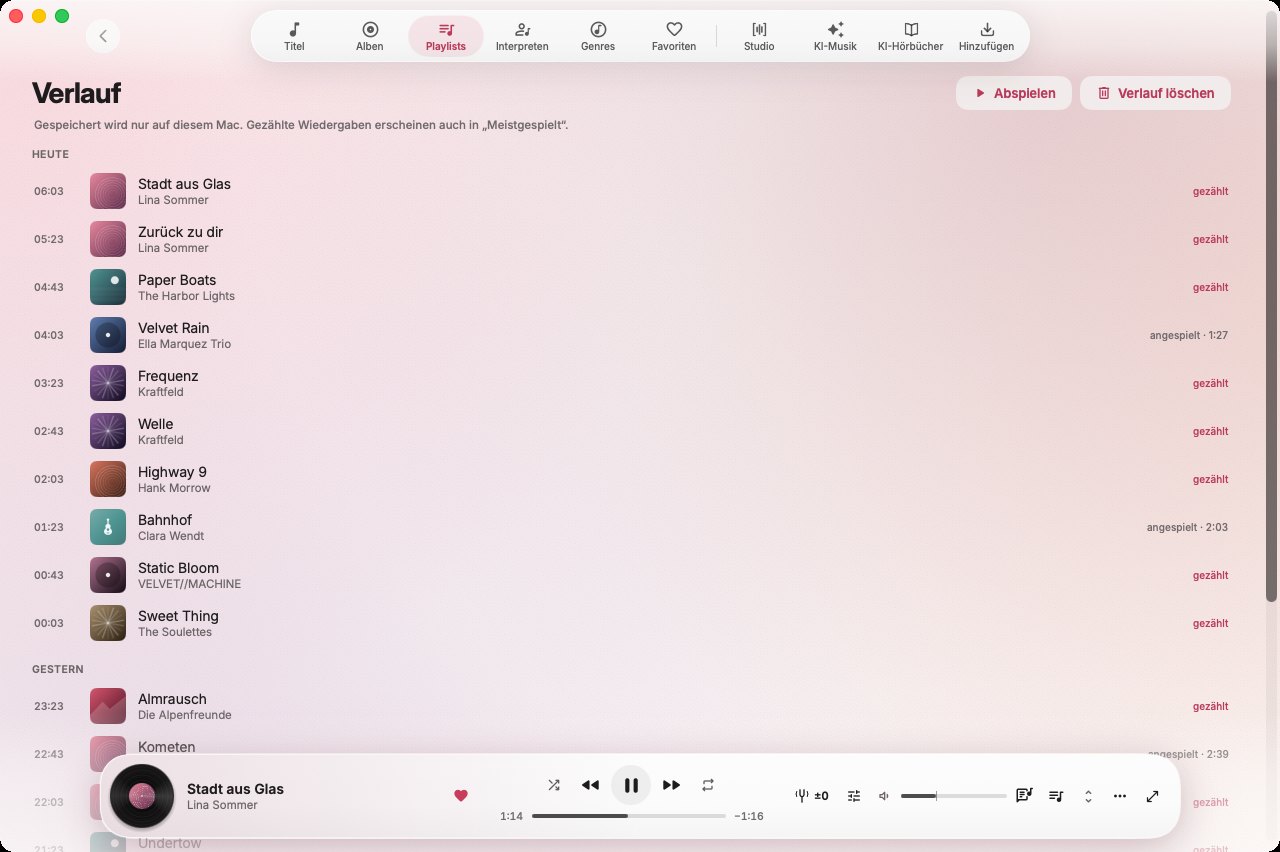 Titel
Alben
Playlists
Interpreten
Genres
Favoriten
Studio
KI-Musik
KI-Hörbücher
Hinzufügen
Verlauf
Abspielen
Verlauf löschen
Gespeichert wird nur auf diesem Mac. Gezählte Wiedergaben erscheinen auch in „Meistgespielt“.
HEUTE
06:03
Stadt aus Glas
Lina Sommer
gezählt
05:23
Zurück zu dir
Lina Sommer
gezählt
04:43
Paper Boats
The Harbor Lights
gezählt
04:03
Velvet Rain
Ella Marquez Trio
angespielt · 1:27
03:23
Frequenz
Kraftfeld
gezählt
02:43
Welle
Kraftfeld
gezählt
02:03
Highway 9
Hank Morrow
gezählt
01:23
Bahnhof
Clara Wendt
angespielt · 2:03
00:43
Static Bloom
VELVET//MACHINE
gezählt
00:03
Sweet Thing
The Soulettes
gezählt
GESTERN
23:23
Almrausch
Die Alpenfreunde
gezählt
22:43
Kometen
angespielt · 2:39
22:03
gezählt
21:23
Undertow
gezählt
Stadt aus Glas
Lina Sommer
1:14
−1:16
±0